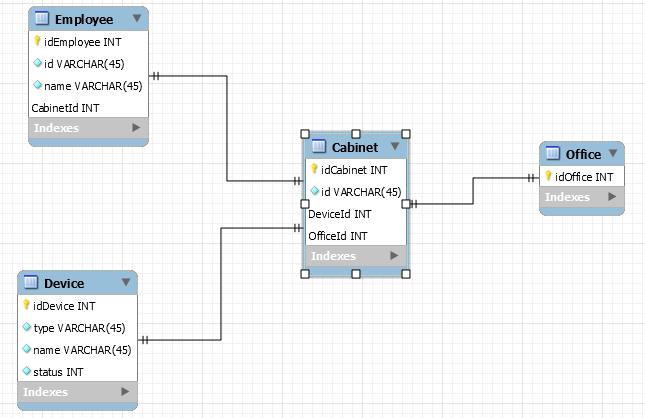 Employee
idEmployee INT
id VARCHAR(45)
name VARCHAR(45)
CabinetId INT
Indexes
Cabinet
idCabinet INT
id VARCHAR(45)
DeviceId INT
OfficeId INT
Indexes
Office
idOffice INT
Indexes
Device
idDevice INT
type VARCHAR(45)
name VARCHAR(45)
status INT
Indexes